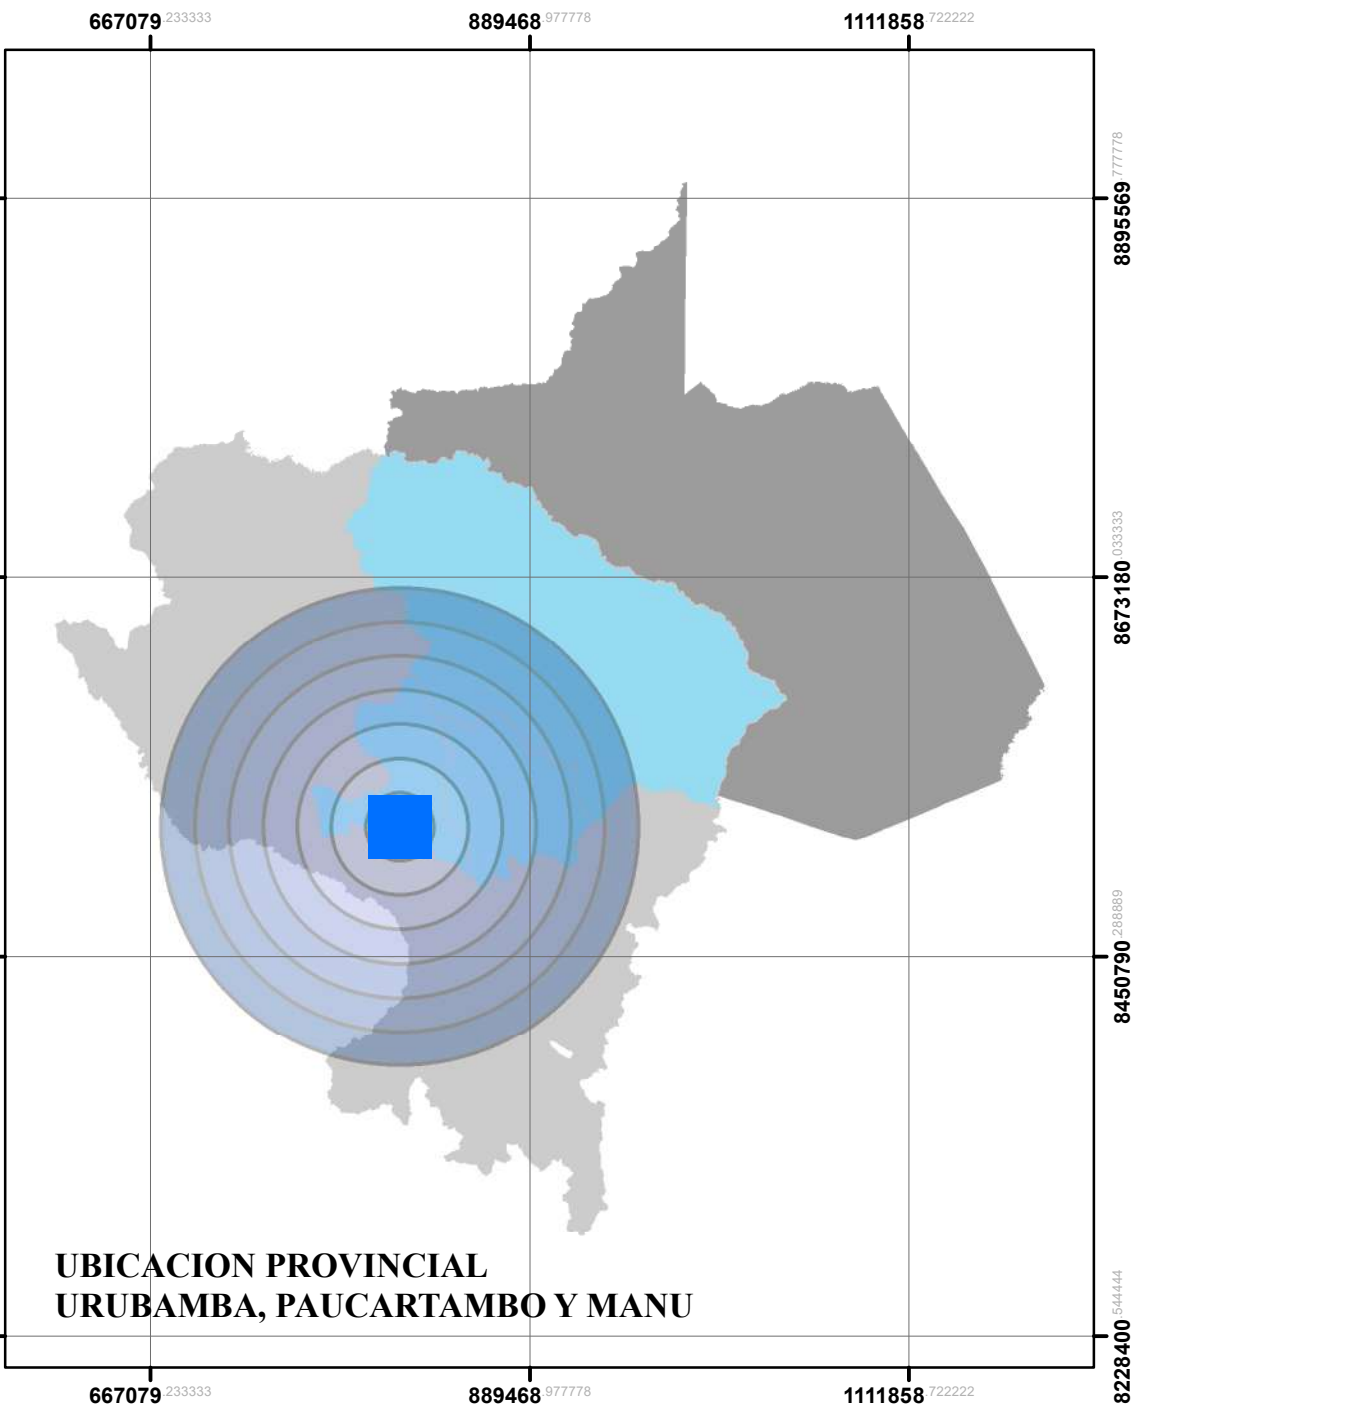 667079.233333 889468.977778 1111858.722222
8895569.777778
8673180.033333
8450790.288889
8228400.544444
UBICACION PROVINCIAL
URUBAMBA, PAUCARTAMBO Y MANU
667079.233333 889468.977778 1111858.722222